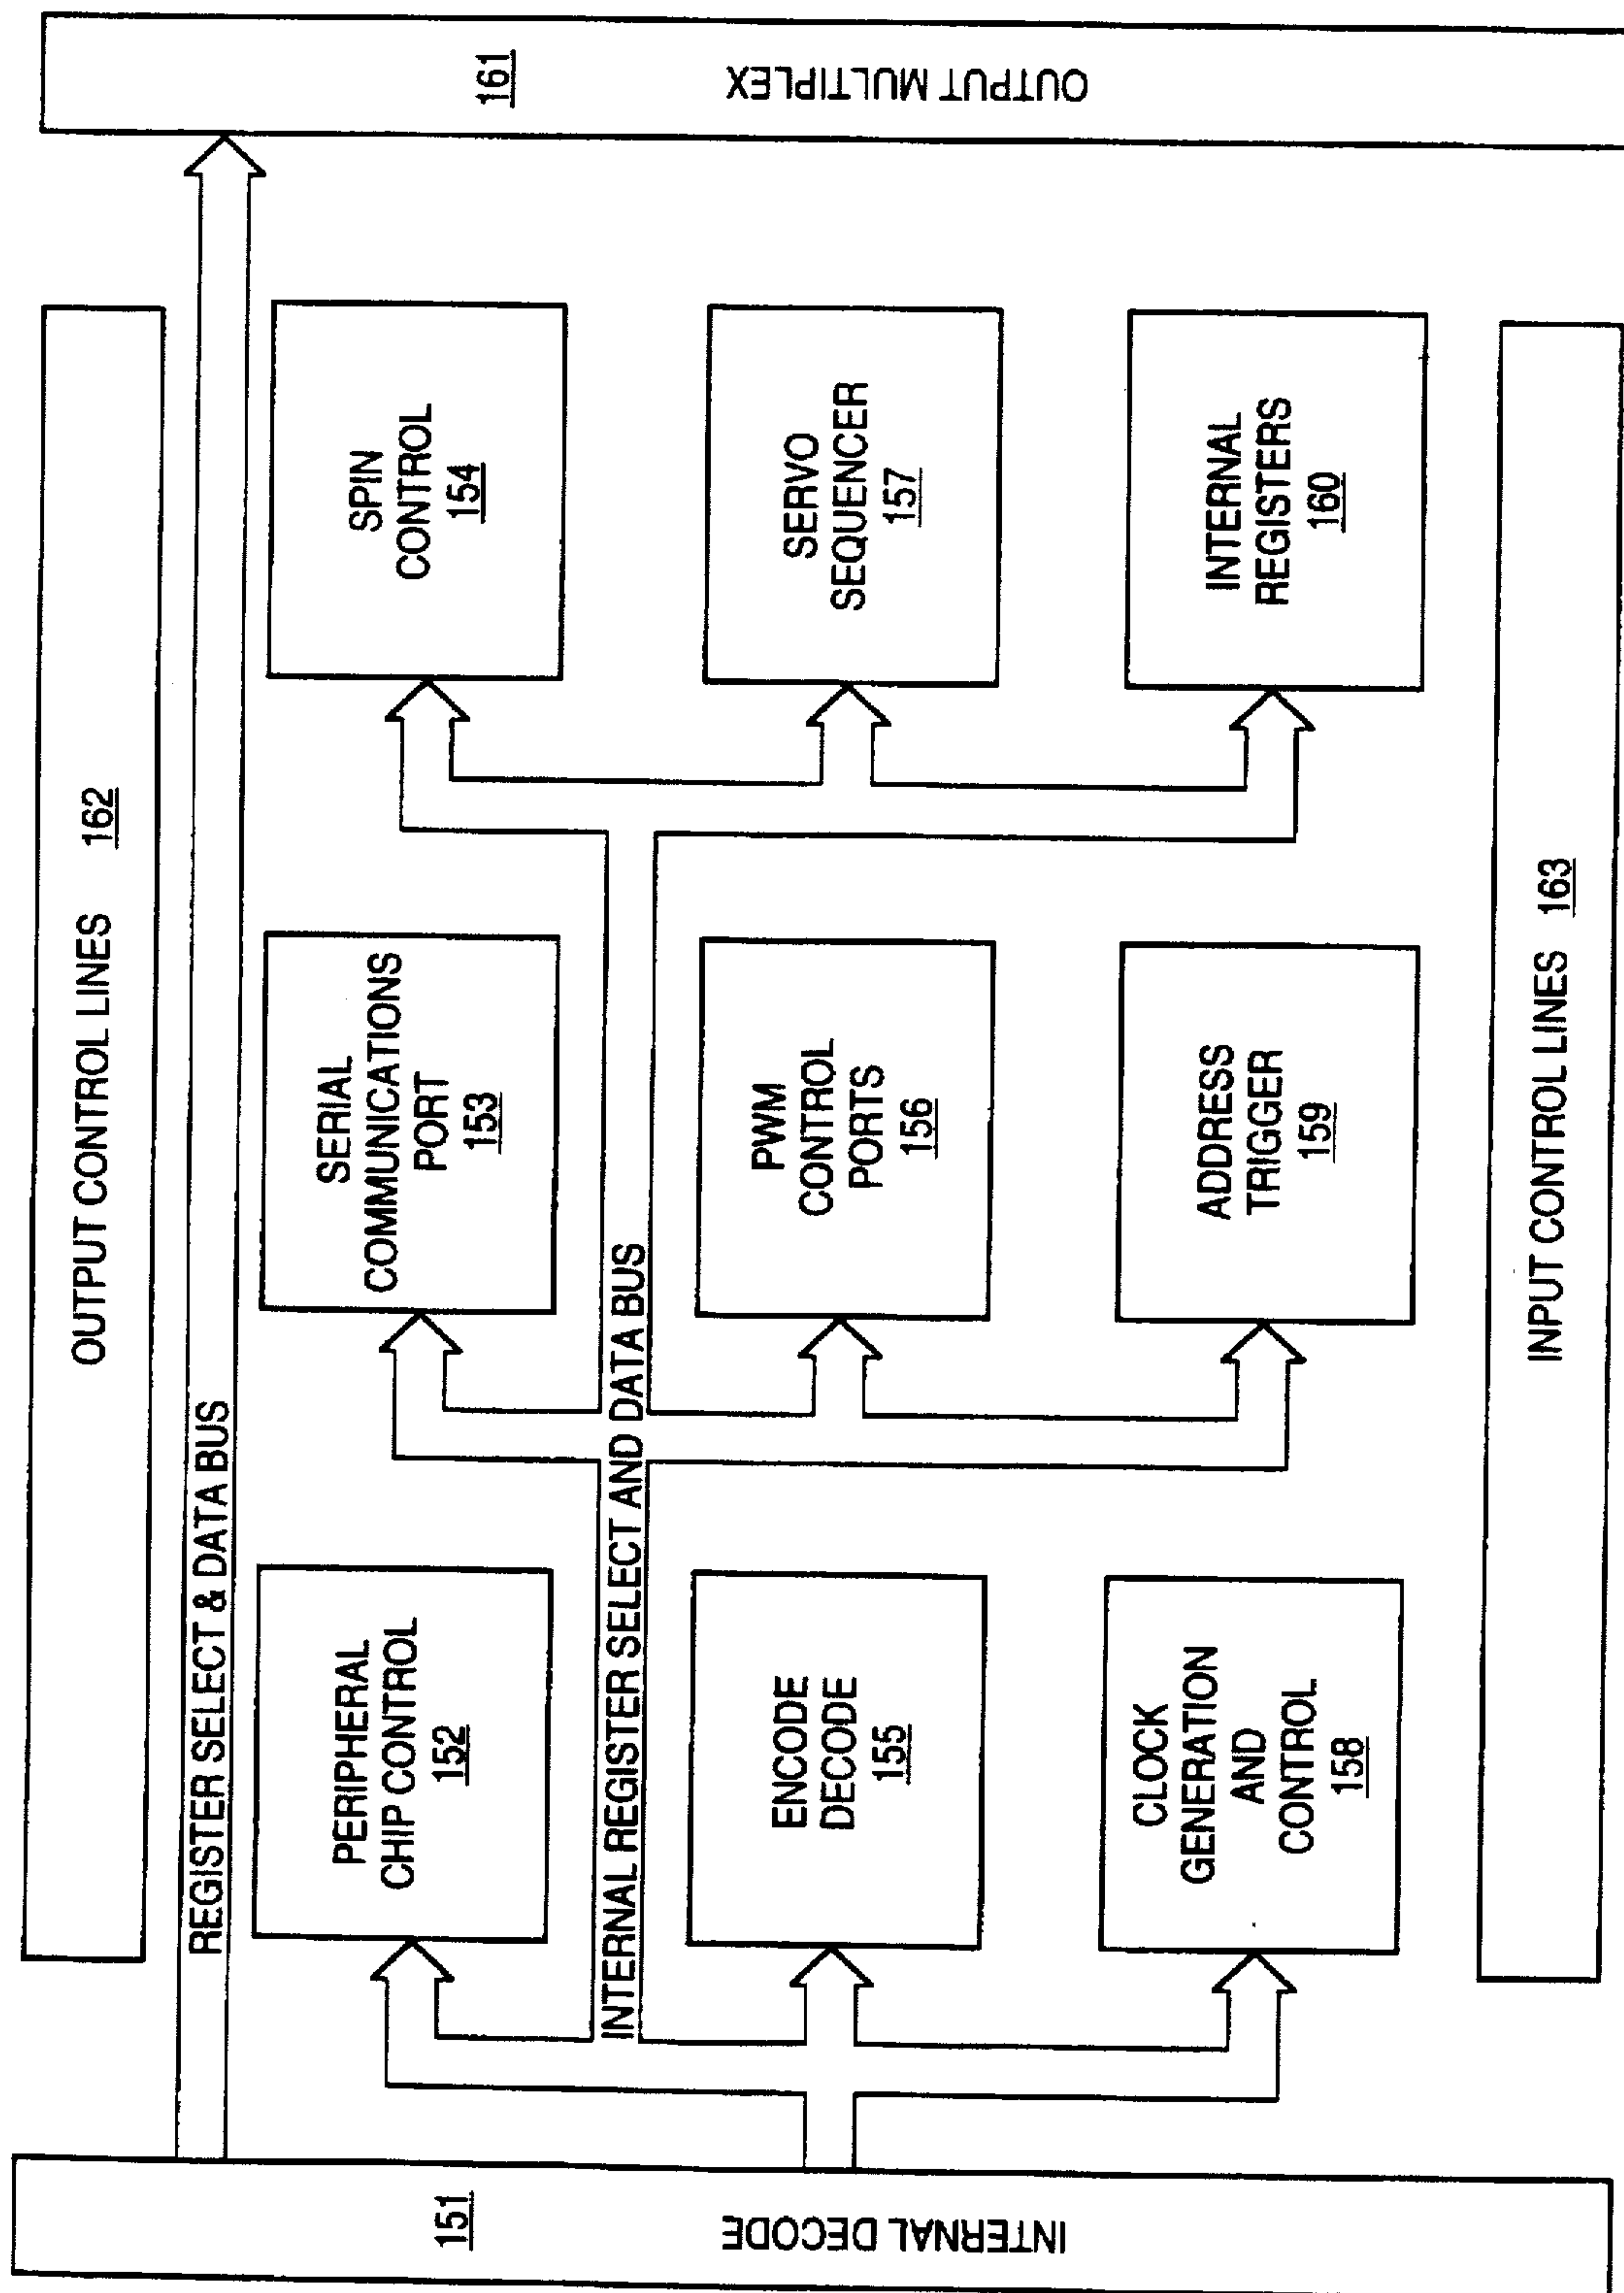 OUTPUT CONTROL LINES 162
REGISTER SELECT & DATA BUS
INTERNAL DECODE
151
PERIPHERAL
CHIP CONTROL
152
SERIAL
COMMUNICATIONS
PORT
153
SPIN
CONTROL
154
INTERNAL REGISTER SELECT AND DATA BUS
ENCODE
DECODE
155
PWM
CONTROL
PORTS
156
SERVO
SEQUENCER
157
CLOCK
GENERATION
AND
CONTROL
158
ADDRESS
TRIGGER
159
INTERNAL
REGISTERS
160
OUTPUT MULTIPLEX
161
INPUT CONTROL LINES 163